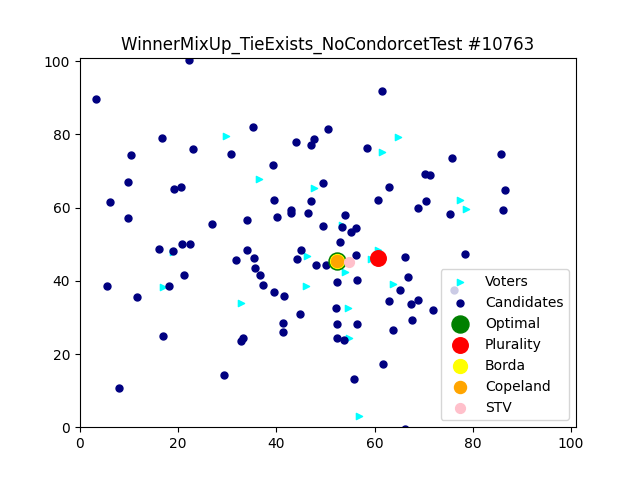 WinnerMixUp_TieExists_NoCondorcetTest #10763
100
80
60
40
20
0
0
20
40
60
80
100
Voters
Candidates
Optimal
Plurality
Borda
Copeland
STV